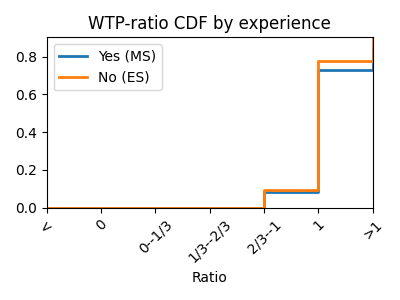 WTP-ratio CDF by experience
Yes (MS)
No (ES)
0.8
0.6
0.4
0.2
0.0
< 0 0--1/3 1/3--2/3 2/3--1 1 >1
Ratio